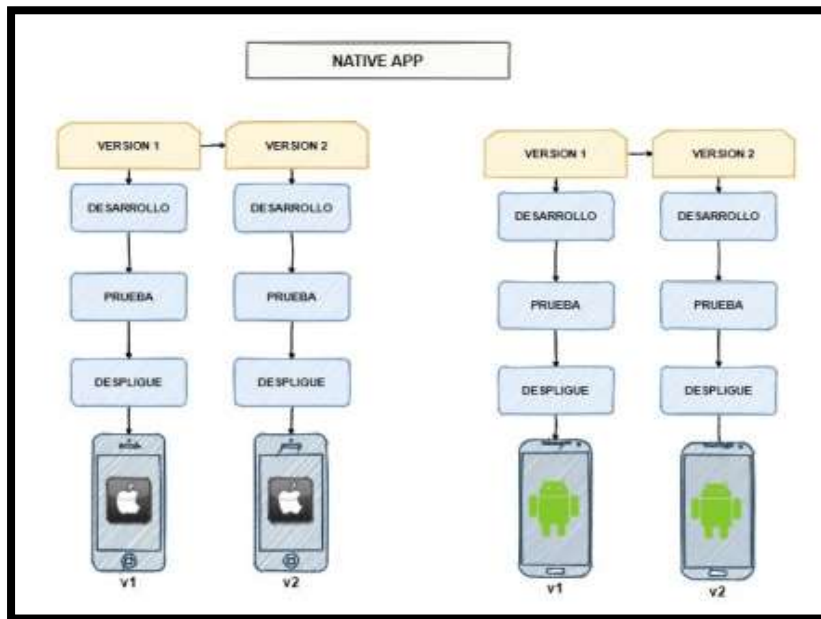 NATIVE APP
VERSION 1
VERSION 2
DESARROLLO
DESARROLLO
PRUEBA
PRUEBA
DESPLIGUE
DESPLIGUE
v1
v2
VERSION 1
VERSION 2
DESARROLLO
DESARROLLO
PRUEBA
PRUEBA
DESPLIGUE
DESPLIGUE
v1
v2